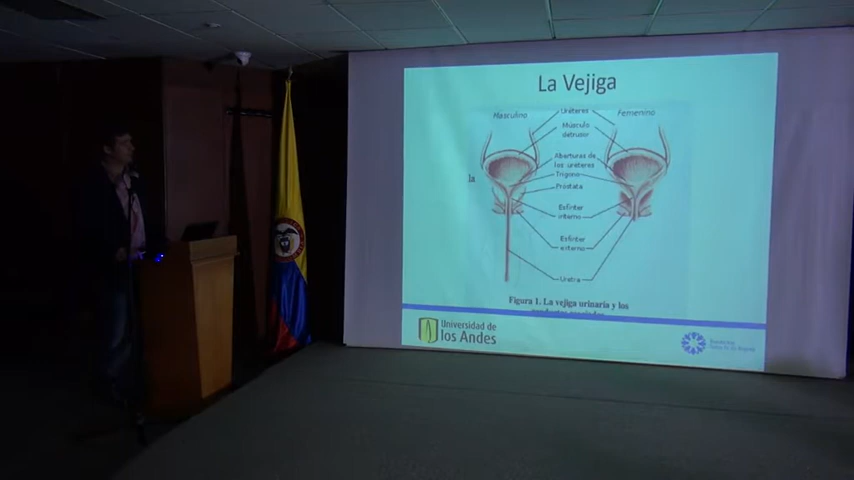 La Vejiga
Masculino
Uréteres
Femenino
Músculo
detrusor
Aberturas de
los uréteres
la
Trígono
Próstata
Esfínter
interno
Esfínter
externo
Uretra
Figura 1. La vejiga urinaria y los
Universidad de
los Andes